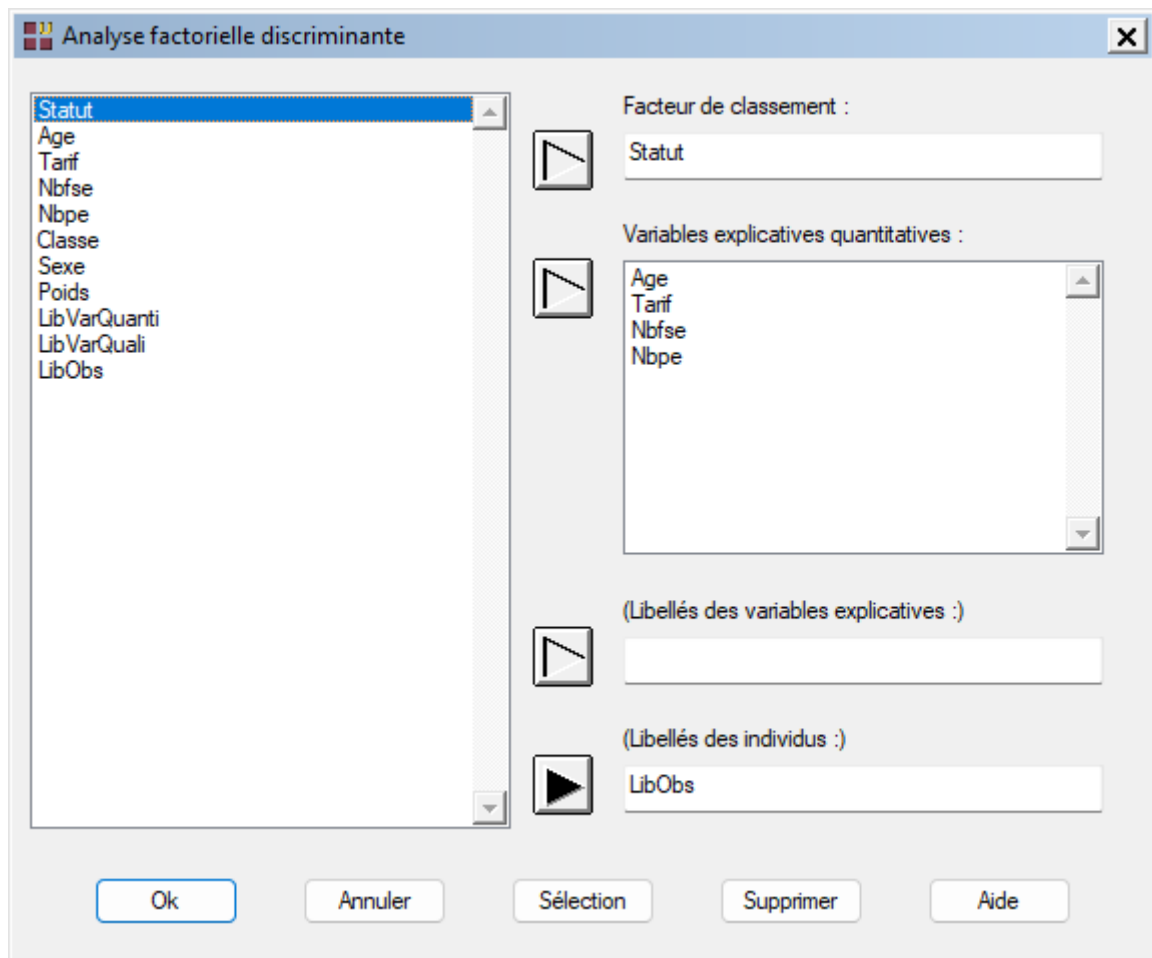 Analyse factorielle discriminante
Statut
Age
Tarif
Nbfse
Nbpe
Classe
Sexe
Poids
LibVarQuanti
LibVarQuali
LibObs
Facteur de classement :
Statut
Variables explicatives quantitatives :
Age
Tarif
Nbfse
Nbpe
(Libellés des variables explicatives :)
(Libellés des individus :)
LibObs
Ok
Annuler
Sélection
Supprimer
Aide